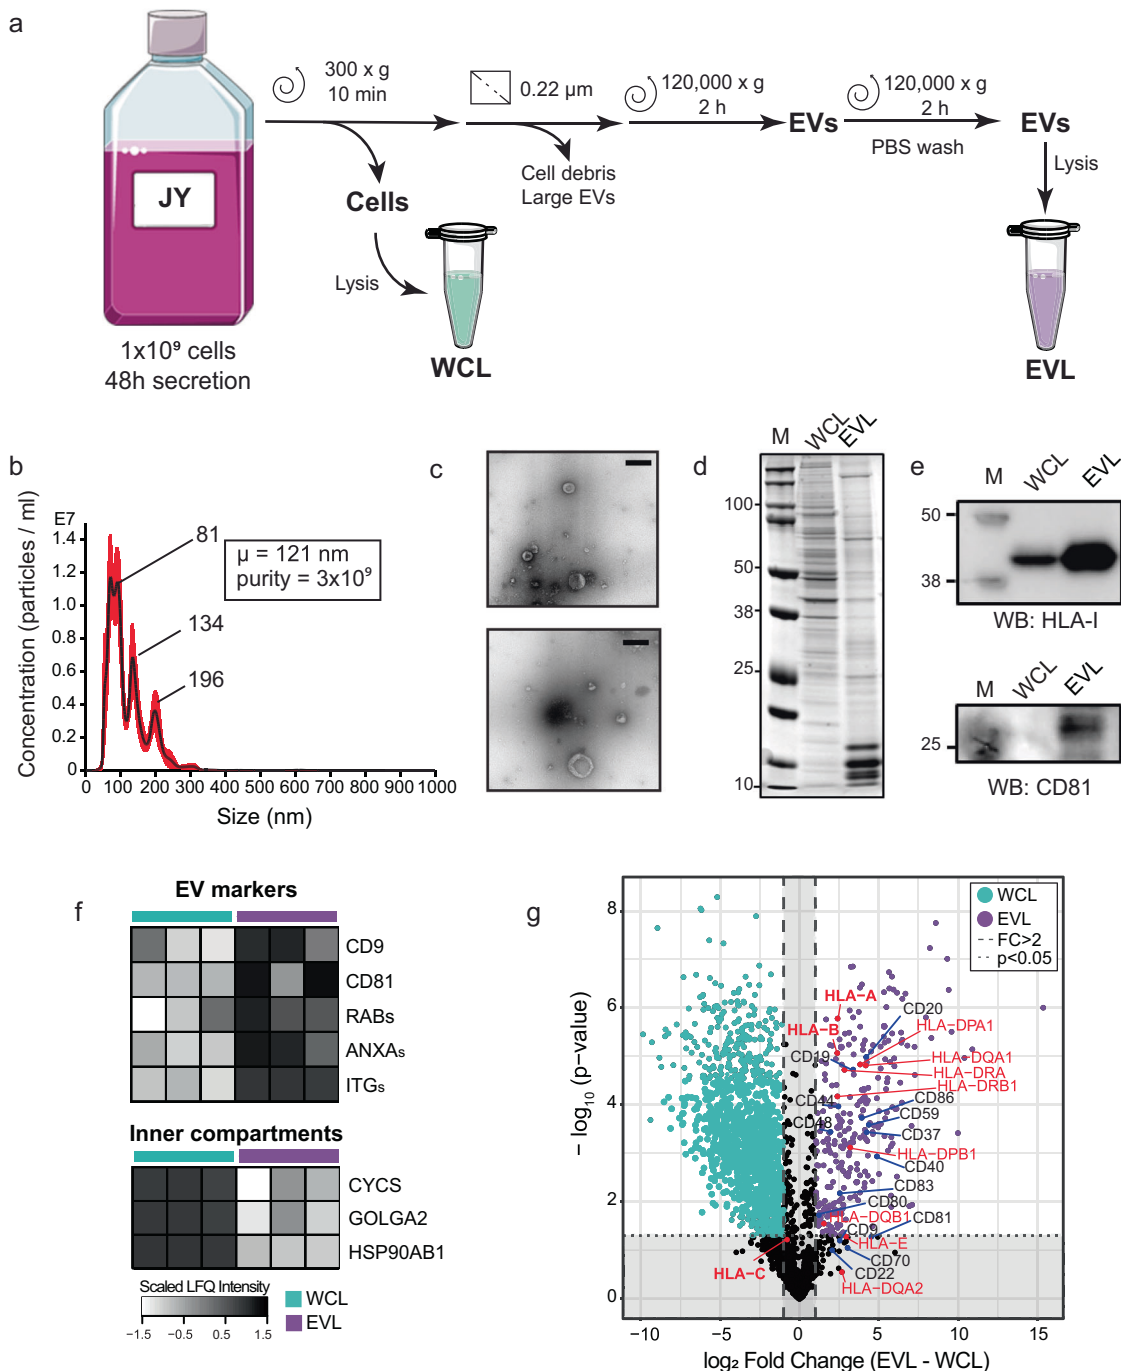 a
JY
1x10⁹ cells
48h secretion
300 x g
10 min
Cells
Lysis
WCL
0.22 µm
Cell debris
Large EVs
120,000 x g
2 h
EVs
120,000 x g
2 h
PBS wash
EVs
Lysis
EVL
b
Concentration (particles / ml)
E7
1.4
1.2
1.0
0.8
0.6
0.4
0.2
0
81
134
196
µ = 121 nm
purity = 3x10⁹
0 100 200 300 400 500 600 700 800 900 1000
Size (nm)
c
d
M WCL EVL
100
50
38
25
10
e
M WCL EVL
50
38
WB: HLA-I
M WCL EVL
25
WB: CD81
f
EV markers
CD9
CD81
RABs
ANXAs
ITGs
Inner compartments
CYCS
GOLGA2
HSP90AB1
Scaled LFQ Intensity
−1.5 −0.5 0.5 1.5
WCL
EVL
g
− log₁₀ (p−value)
8
6
4
2
0
WCL
EVL
FC>2
p<0.05
HLA−A
CD20
HLA−B
HLA−DPA1
CD19
HLA−DQA1
HLA−DRA
HLA−DRB1
CD44
CD86
CD59
CD48
CD37
HLA−DPB1
CD40
CD83
CD80
HLA−DQB1
CD81
CD9
HLA−E
CD70
HLA−C
CD22
HLA−DQA2
−10 −5 0 5 10 15
log₂ Fold Change (EVL - WCL)